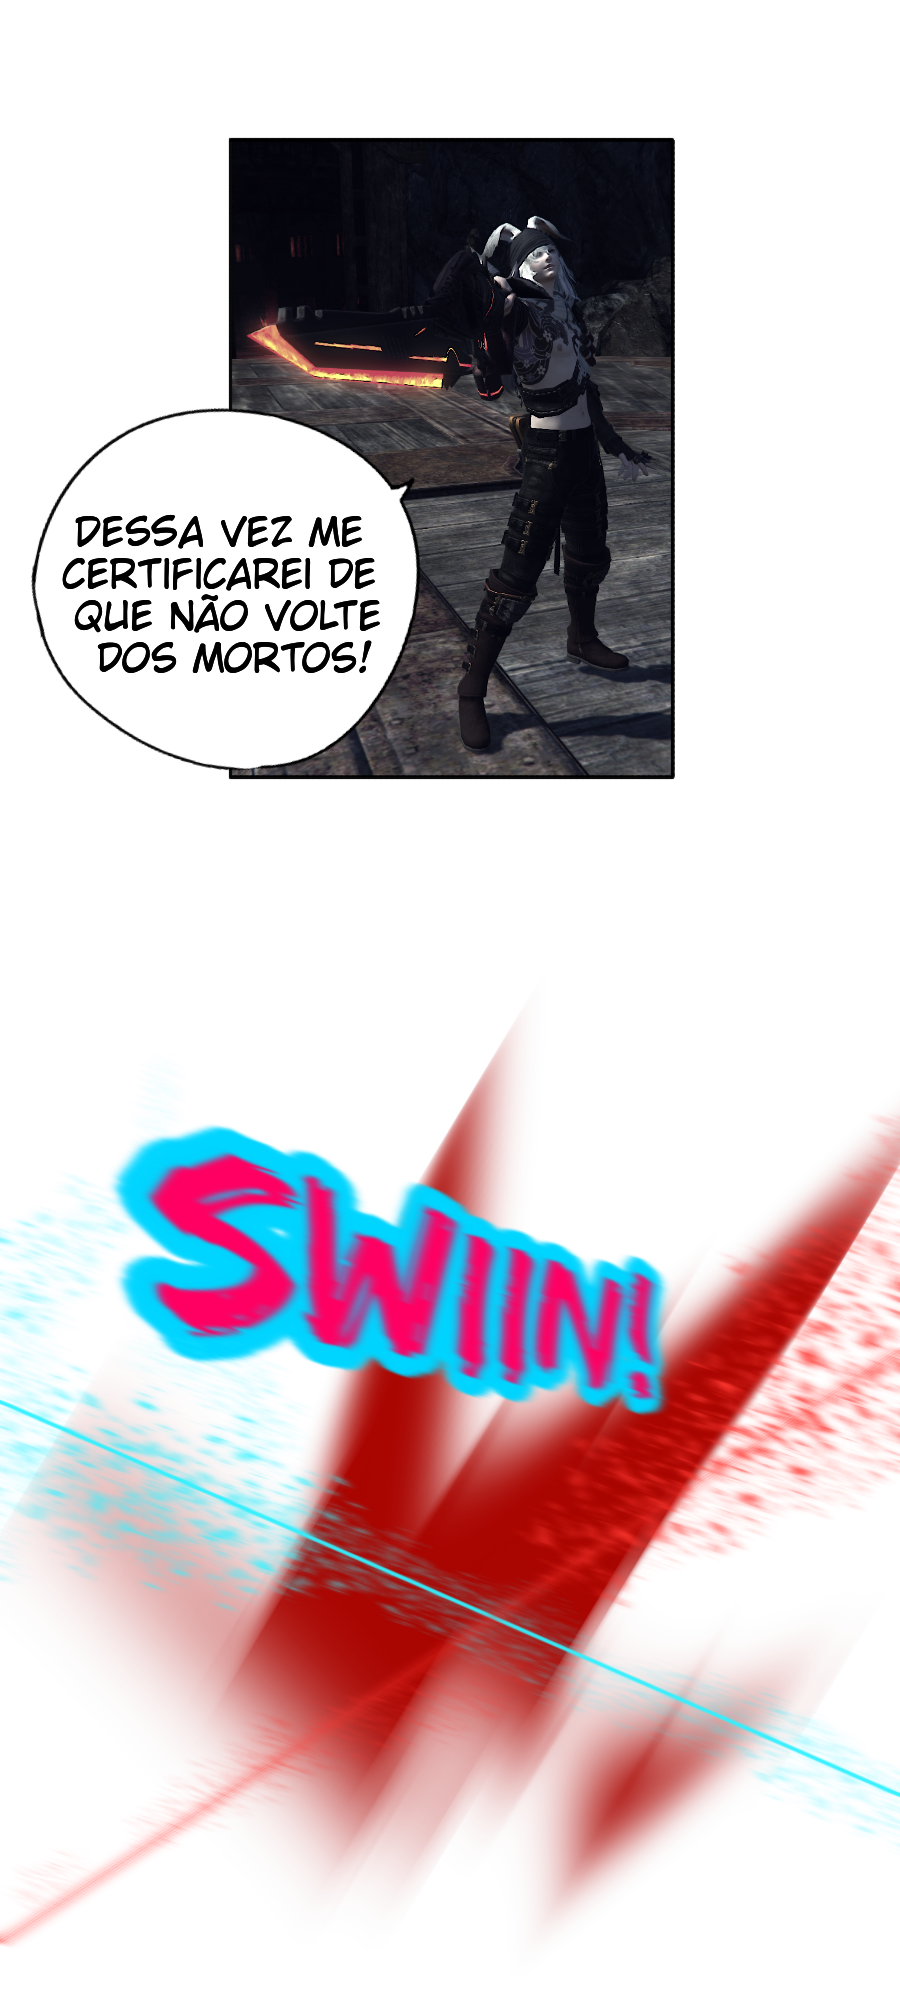 DESSA VEZ ME
CERTIFICAREI DE
QUE NÃO VOLTE
DOS MORTOS!
SWIIN!